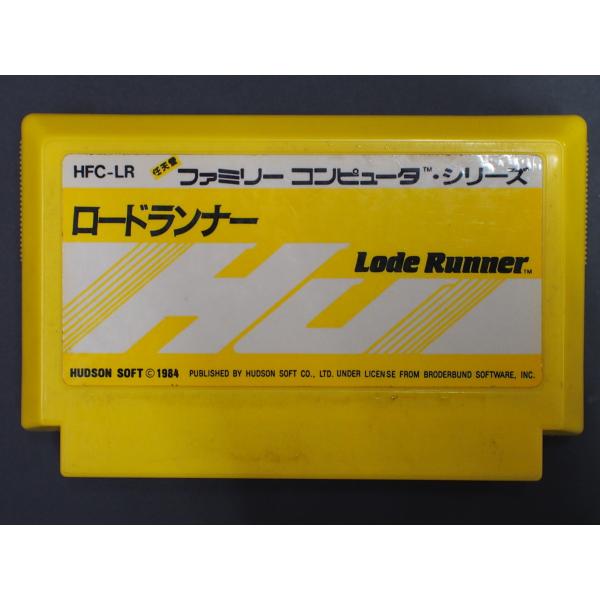 HFC-LR 任天堂 ファミリー コンピュータ™・シリーズ
ロードランナー
Lode Runner™
HU
HUDSON SOFT © 1984 PUBLISHED BY HUDSON SOFT CO., LTD. UNDER LICENSE FROM BRODERBUND SOFTWARE, INC.